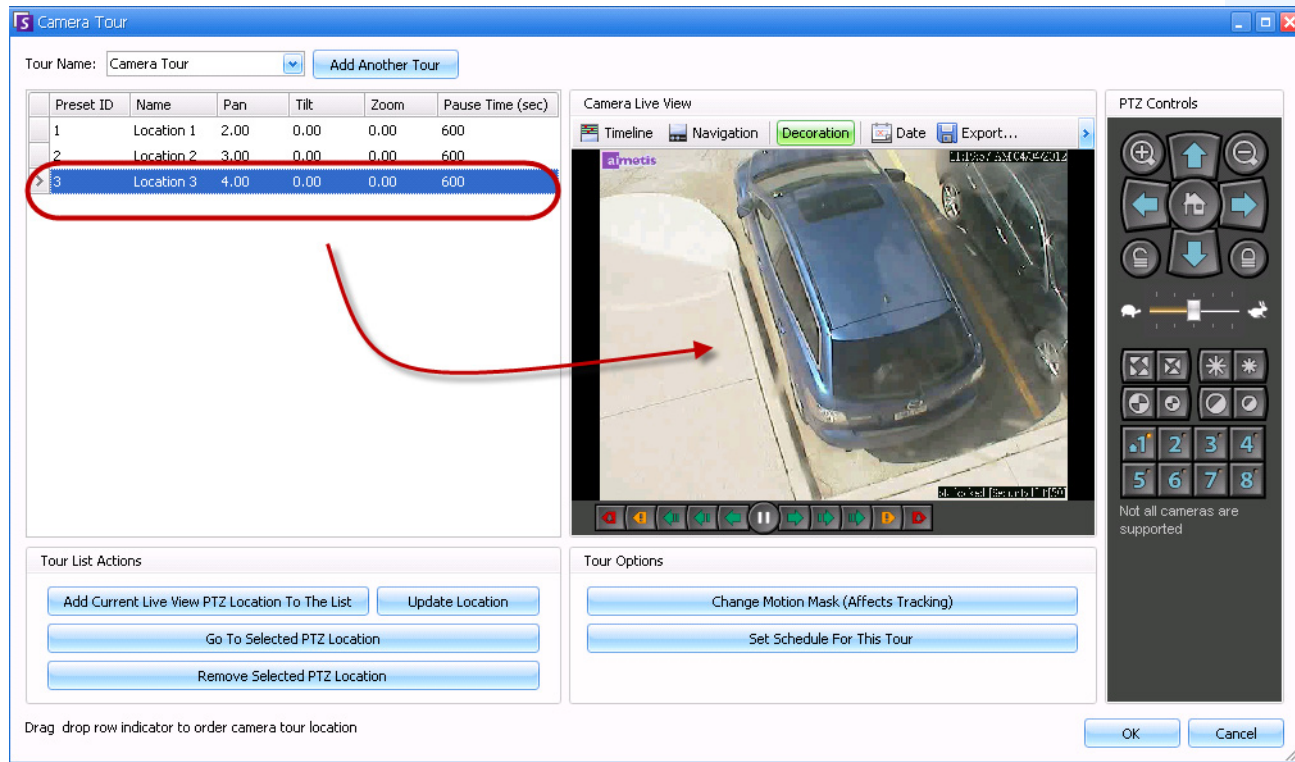 Camera Tour
Tour Name: Camera Tour Add Another Tour
Preset ID Name Pan Tilt Zoom Pause Time (sec)
1 Location 1 2.00 0.00 0.00 600
2 Location 2 3.00 0.00 0.00 600
3 Location 3 4.00 0.00 0.00 600
Camera Live View
Timeline Navigation Decoration Date Export...
aimetis
PTZ Controls
1 2 3 4
5 6 7 8
Not all cameras are
supported
Tour List Actions
Add Current Live View PTZ Location To The List Update Location
Go To Selected PTZ Location
Remove Selected PTZ Location
Tour Options
Change Motion Mask (Affects Tracking)
Set Schedule For This Tour
Drag drop row indicator to order camera tour location
OK Cancel